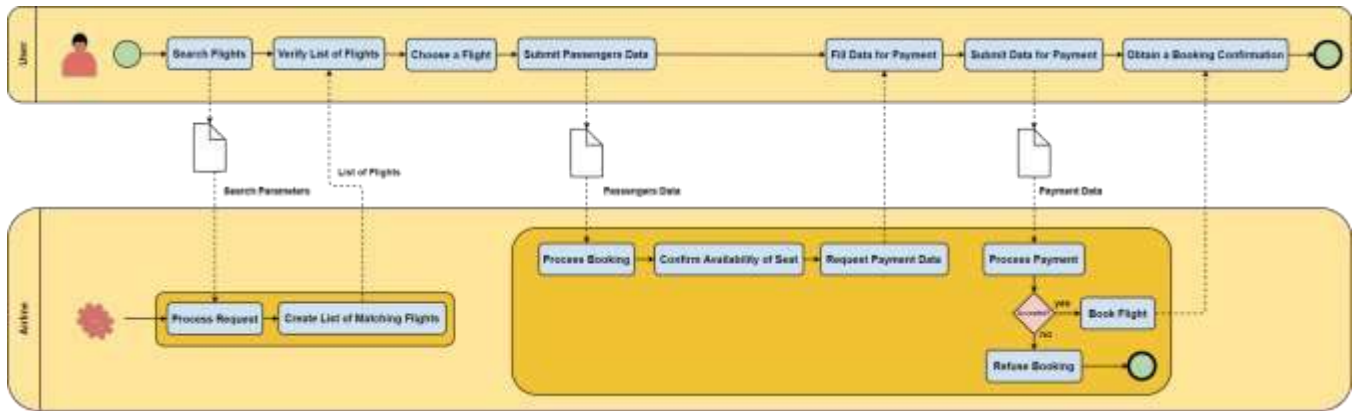 User
Search Flights
Verify List of Flights
Choose a Flight
Submit Passengers Data
Fill Data for Payment
Submit Data for Payment
Obtain a Booking Confirmation
Search Parameters
List of Flights
Passengers Data
Payment Data
Airline
Process Request
Create List of Matching Flights
Process Booking
Confirm Availability of Seat
Request Payment Data
Process Payment
yes
Book Flight
no
Refuse Booking